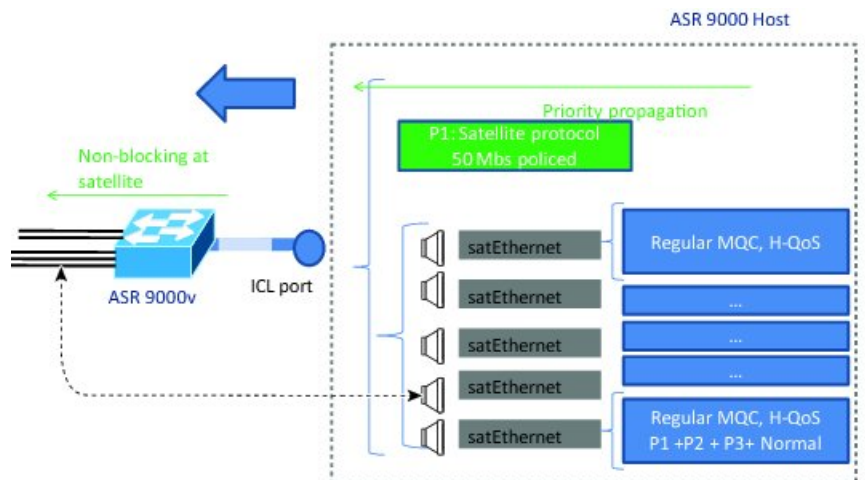 ASR 9000 Host
Priority propagation
P1: Satellite protocol
50 Mbs policed
Non-blocking at
satellite
ASR 9000v
ICL port
satEthernet
Regular MQC, H-QoS
satEthernet
...
satEthernet
...
satEthernet
...
satEthernet
Regular MQC, H-QoS
P1 +P2 + P3+ Normal